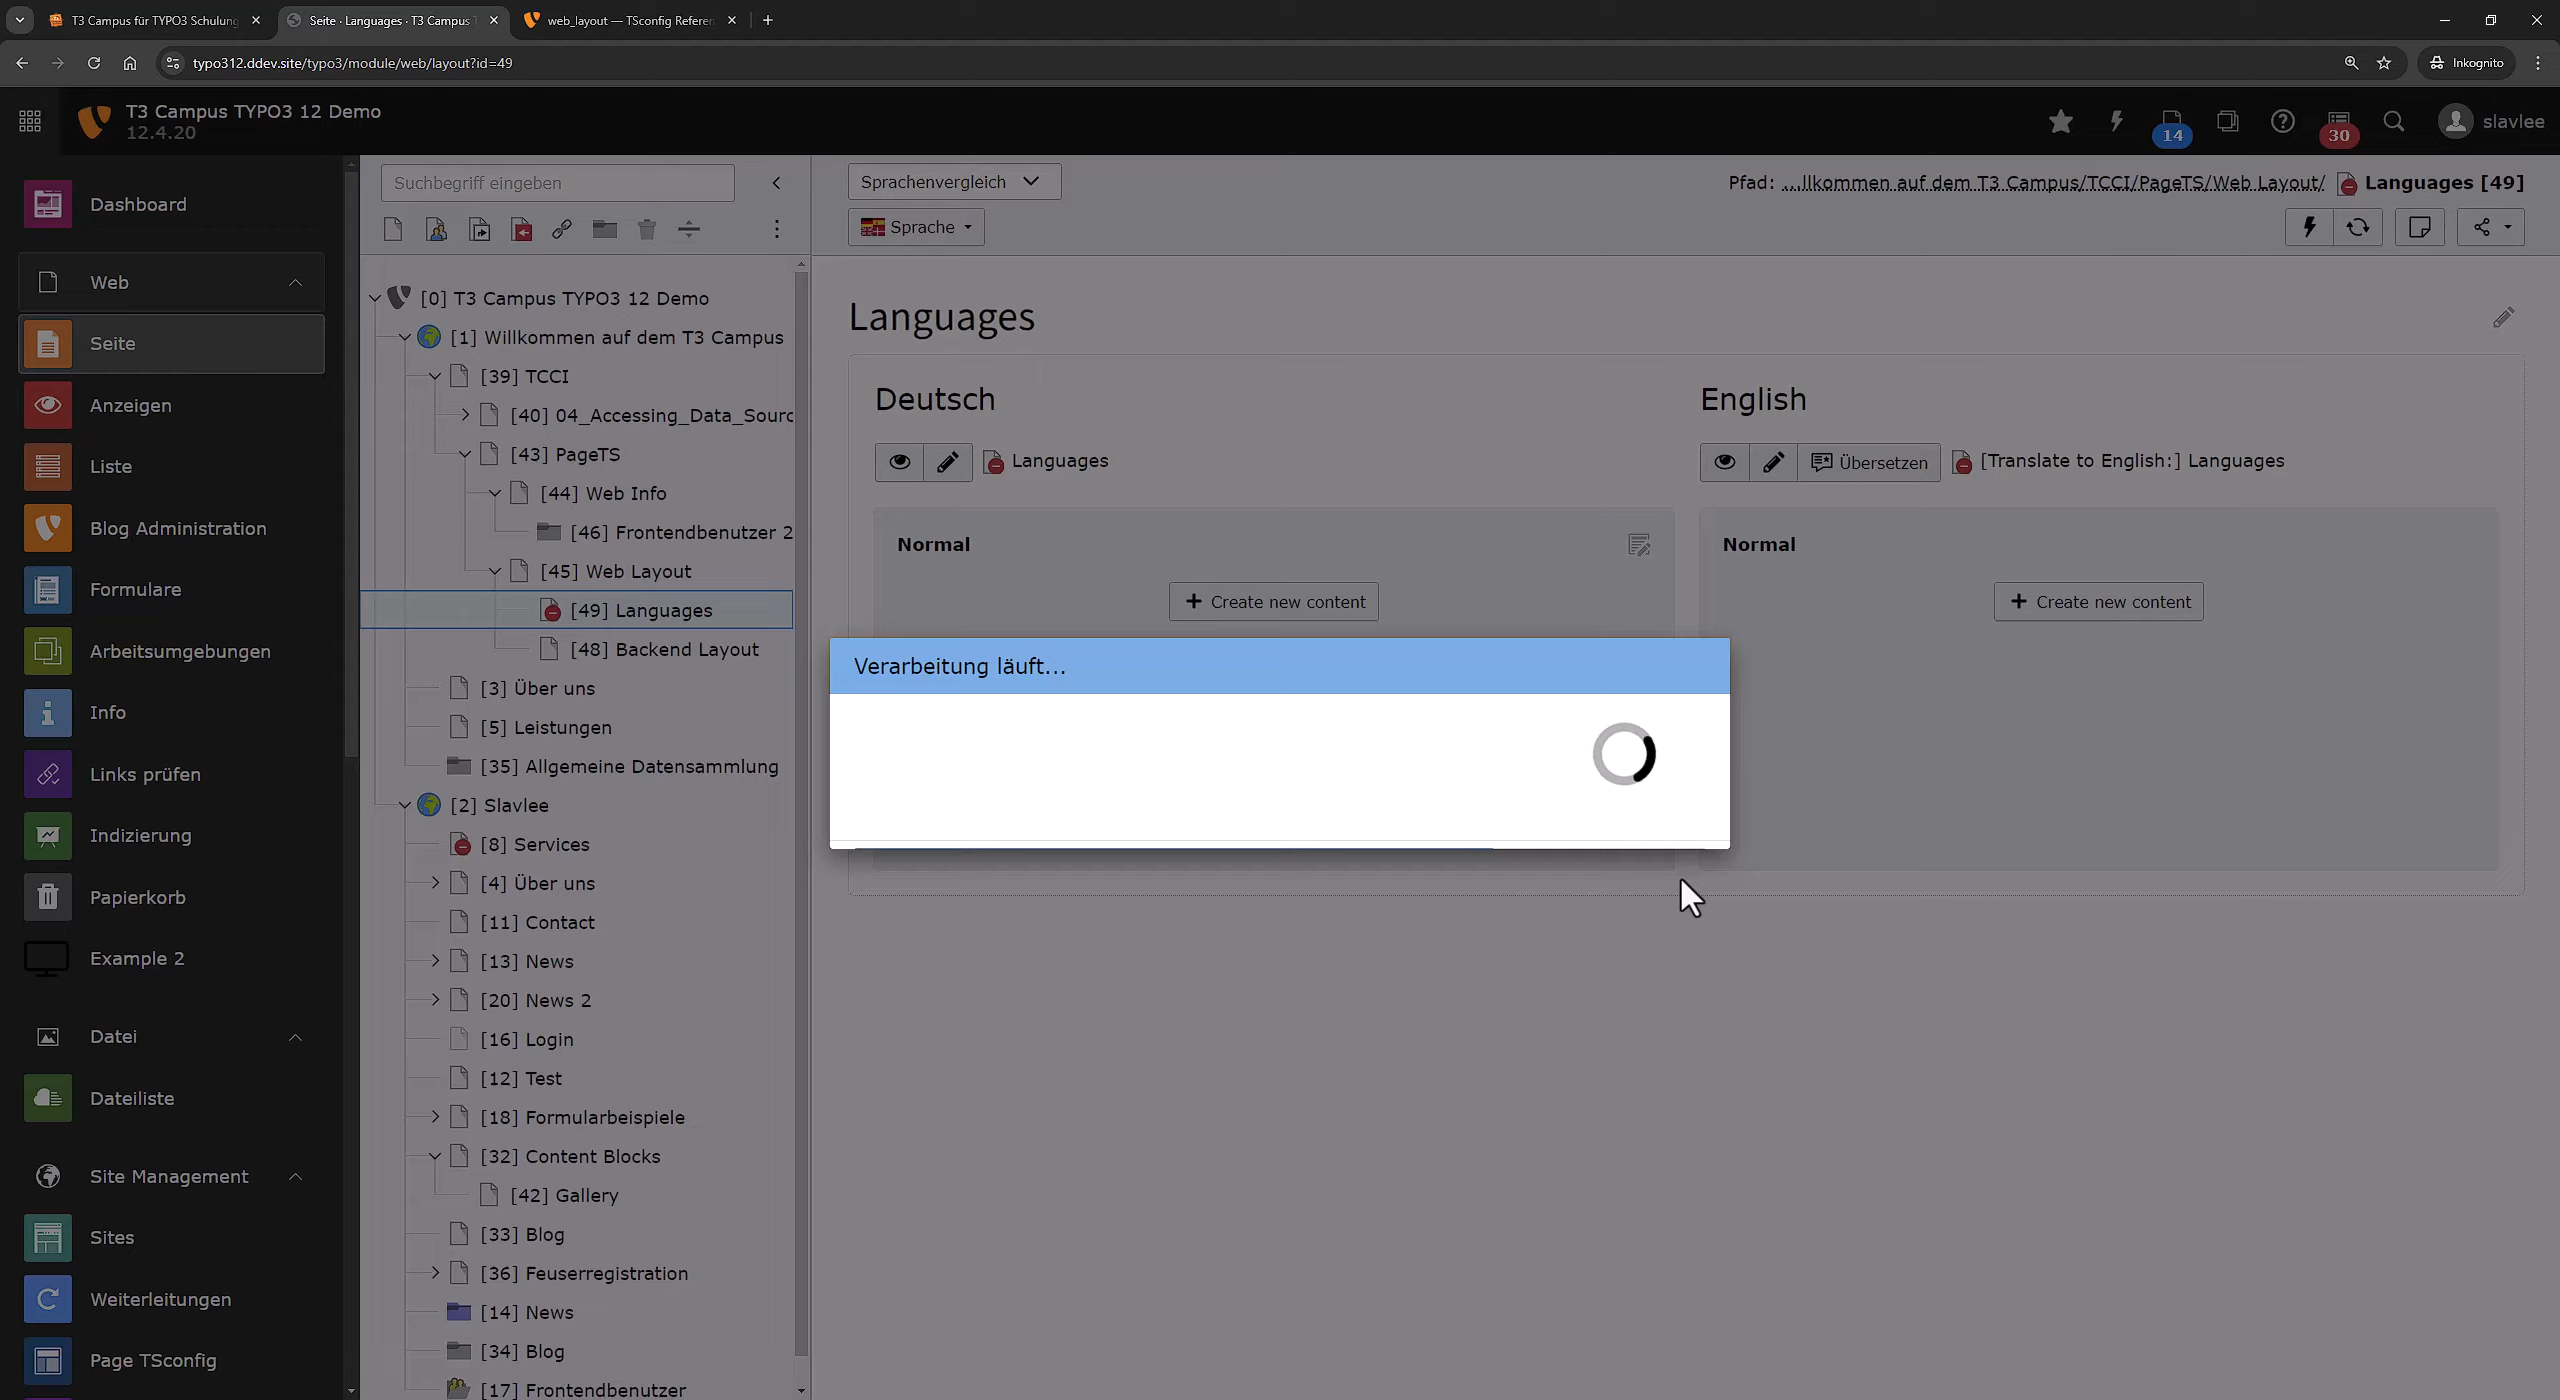 T3 Campus für TYPO3 Schulung
Seite · Languages · T3 Campus
web_layout — TSconfig Referen
typo312.ddev.site/typo3/module/web/layout?id=49
Inkognito
T3 Campus TYPO3 12 Demo
12.4.20
14
30
slavlee
Dashboard
Web
Seite
Anzeigen
Liste
Blog Administration
Formulare
Arbeitsumgebungen
Info
Links prüfen
Indizierung
Papierkorb
Example 2
Datei
Dateiliste
Site Management
Sites
Weiterleitungen
Page TSconfig
Suchbegriff eingeben
[0] T3 Campus TYPO3 12 Demo
[1] Willkommen auf dem T3 Campus
[39] TCCI
[40] 04_Accessing_Data_Sourc
[43] PageTS
[44] Web Info
[46] Frontendbenutzer 2
[45] Web Layout
[49] Languages
[48] Backend Layout
[3] Über uns
[5] Leistungen
[35] Allgemeine Datensammlung
[2] Slavlee
[8] Services
[4] Über uns
[11] Contact
[13] News
[20] News 2
[16] Login
[12] Test
[18] Formularbeispiele
[32] Content Blocks
[42] Gallery
[33] Blog
[36] Feuserregistration
[14] News
[34] Blog
[17] Frontendbenutzer
Sprachenvergleich
Pfad: ...llkommen auf dem T3 Campus/TCCI/PageTS/Web Layout/ Languages [49]
Sprache
Languages
Deutsch
Languages
Normal
Create new content
English
Übersetzen
[Translate to English:] Languages
Normal
Create new content
Verarbeitung läuft...